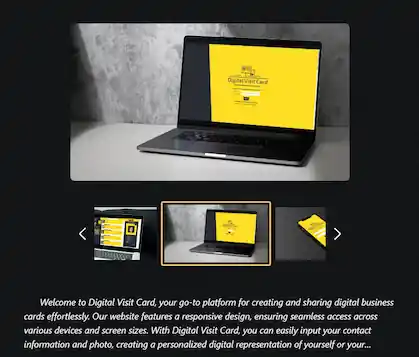 Digital Visit Card
Welcome to Digital Visit Card, your go-to platform for creating and sharing digital business
cards effortlessly. Our website features a responsive design, ensuring seamless access across
various devices and screen sizes. With Digital Visit Card, you can easily input your contact
information and photo, creating a personalized digital representation of yourself or your...